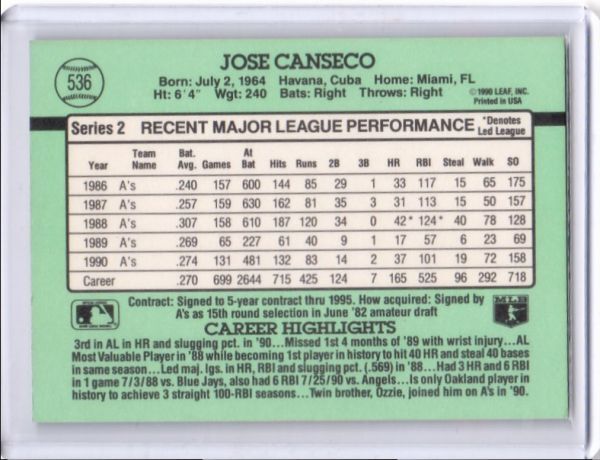 536
JOSE CANSECO
Born: July 2, 1964 Havana, Cuba Home: Miami, FL
Ht: 6'4" Wgt: 240 Bats: Right Throws: Right
©1990 LEAF, INC.
Printed in USA
Series 2 RECENT MAJOR LEAGUE PERFORMANCE *Denotes Led League
Year Team Name Bat. Avg. Games At Bat Hits Runs 2B 3B HR RBI Steal Walk SO
1986 A's .240 157 600 144 85 29 1 33 117 15 65 175
1987 A's .257 159 630 162 81 35 3 31 113 15 50 157
1988 A's .307 158 610 187 120 34 0 42* 124* 40 78 128
1989 A's .269 65 227 61 40 9 1 17 57 6 23 69
1990 A's .274 131 481 132 83 14 2 37 101 19 72 158
Career .270 699 2644 715 425 124 7 165 525 96 292 718
Contract: Signed to 5-year contract thru 1995. How acquired: Signed by
A's as 15th round selection in June '82 amateur draft
MLB
CAREER HIGHLIGHTS
3rd in AL in HR and slugging pct. in '90...Missed 1st 4 months of '89 with wrist injury...AL
Most Valuable Player in '88 while becoming 1st player in history to hit 40 HR and steal 40 bases
in same season...Led maj. lgs. in HR, RBI and slugging pct. (.569) in '88...Had 3 HR and 6 RBI
in 1 game 7/3/88 vs. Blue Jays, also had 6 RBI 7/25/90 vs. Angels...Is only Oakland player in
history to achieve 3 straight 100-RBI seasons...Twin brother, Ozzie, joined him on A's in '90.